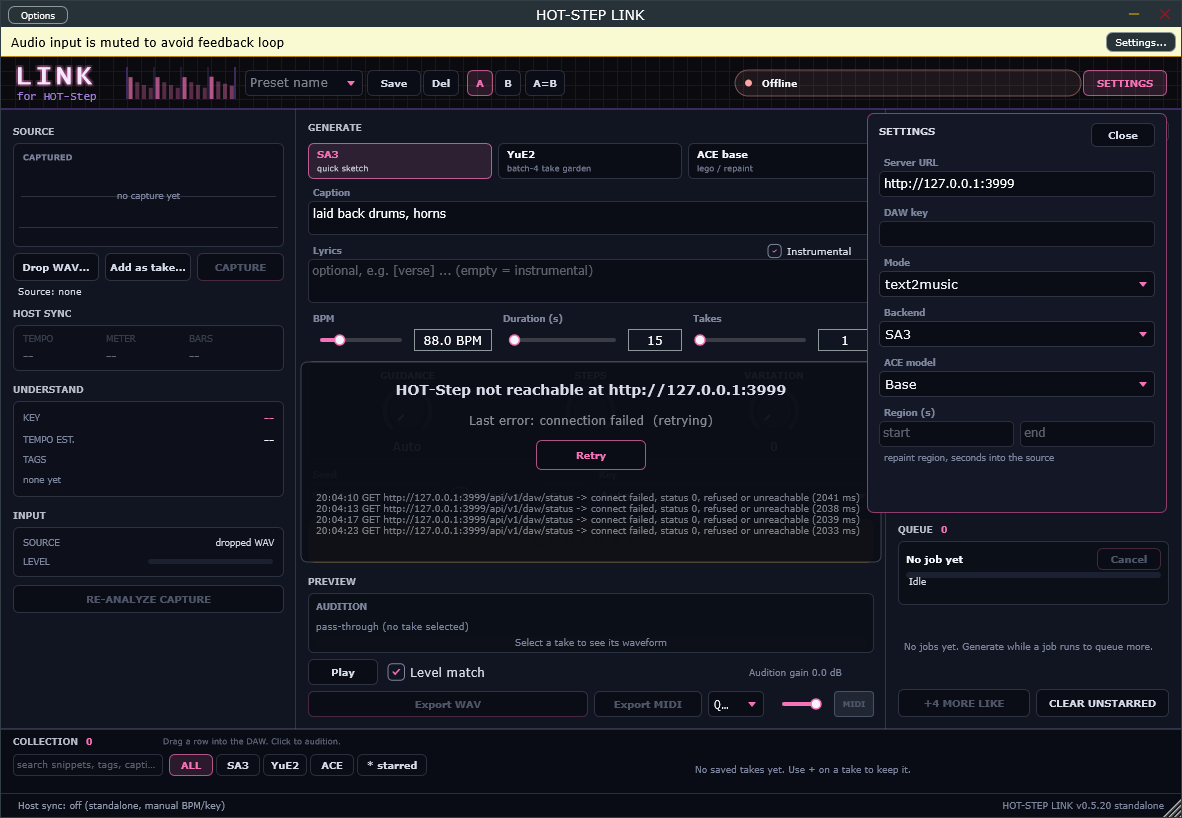 Options
HOT-STEP LINK
Audio input is muted to avoid feedback loop
Settings...
LINK
for HOT-Step
Preset name
Save
Del
A
B
A=B
Offline
SETTINGS
SOURCE
CAPTURED
no capture yet
Drop WAV...
Add as take...
CAPTURE
Source: none
HOST SYNC
TEMPO
METER
BARS
--
--
--
UNDERSTAND
KEY
--
TEMPO EST.
--
TAGS
none yet
INPUT
SOURCE
dropped WAV
LEVEL
RE-ANALYZE CAPTURE
GENERATE
SA3
quick sketch
YuE2
batch-4 take garden
ACE base
lego / repaint
Caption
laid back drums, horns
Lyrics
Instrumental
optional, e.g. [verse] ... (empty = instrumental)
BPM
88.0 BPM
Duration (s)
15
Takes
1
GUIDANCE
STEPS
VARIATION
HOT-Step not reachable at http://127.0.0.1:3999
Last error: connection failed (retrying)
Auto
0
Retry
Seed
20:04:10 GET http://127.0.0.1:3999/api/v1/daw/status -> connect failed, status 0, refused or unreachable (2041 ms)
20:04:13 GET http://127.0.0.1:3999/api/v1/daw/status -> connect failed, status 0, refused or unreachable (2038 ms)
20:04:17 GET http://127.0.0.1:3999/api/v1/daw/status -> connect failed, status 0, refused or unreachable (2039 ms)
20:04:23 GET http://127.0.0.1:3999/api/v1/daw/status -> connect failed, status 0, refused or unreachable (2033 ms)
PREVIEW
AUDITION
pass-through (no take selected)
Select a take to see its waveform
Play
Level match
Audition gain 0.0 dB
Export WAV
Export MIDI
Q...
MIDI
SETTINGS
Close
Server URL
http://127.0.0.1:3999
DAW key
Mode
text2music
Backend
SA3
ACE model
Base
Region (s)
start
end
repaint region, seconds into the source
QUEUE 0
No job yet
Cancel
Idle
No jobs yet. Generate while a job runs to queue more.
+4 MORE LIKE
CLEAR UNSTARRED
COLLECTION 0
Drag a row into the DAW. Click to audition.
search snippets, tags, capti...
ALL
SA3
YuE2
ACE
* starred
No saved takes yet. Use + on a take to keep it.
Host sync: off (standalone, manual BPM/key)
HOT-STEP LINK v0.5.20 standalone